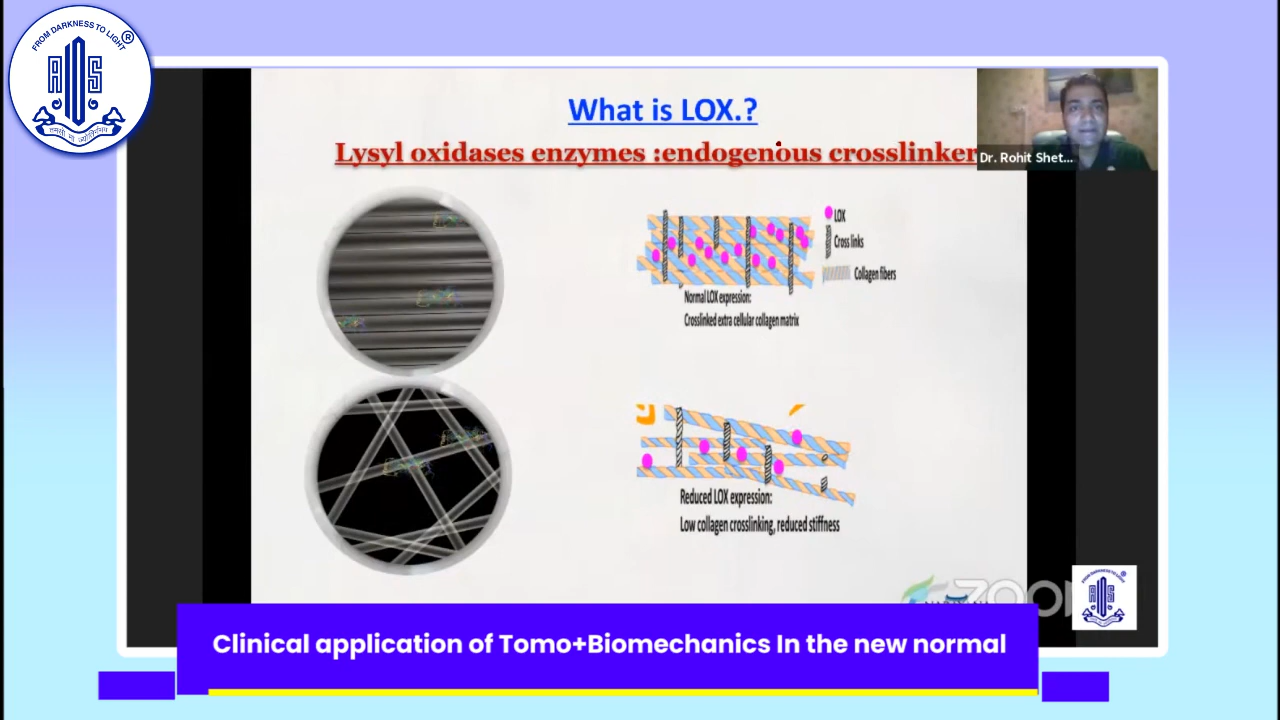 FROM DARKNESS TO LIGHT
®
AIOS
What is LOX.?
Lysyl oxidases enzymes :endogenous crosslinker
Dr. Rohit Shet...
LOX
Cross links
Collagen fibers
Normal LOX expression:
Crosslinked extra cellular collagen matrix
Reduced LOX expression:
Low collagen crosslinking, reduced stiffness
zoom
Clinical application of Tomo+Biomechanics In the new normal